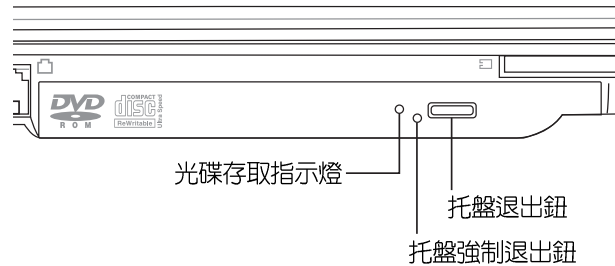 DVD
ROM
COMPACT
disc
ReWritable
Ultra Speed
光碟存取指示燈
托盤退出鈕
托盤強制退出鈕